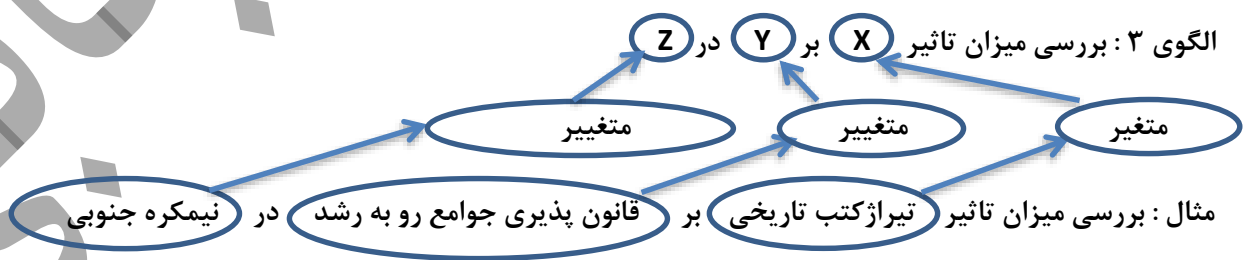 الگوی ۳ : بررسی میزان تاثیر X بر Y در Z
متغیر متغییر متغییر
مثال : بررسی میزان تاثیر تیراژکتب تاریخی بر قانون پذیری جوامع رو به رشد در نیمکره جنوبی